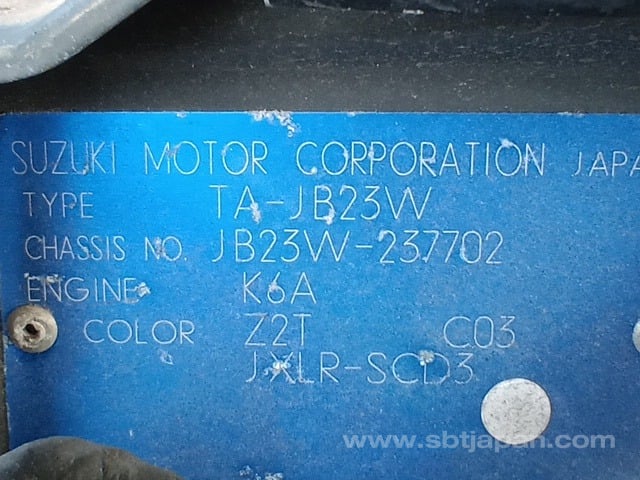 SUZUKI MOTOR CORPORATION JAPA
TYPE TA-JB23W
CHASSIS NO. JB23W-237702
ENGINE K6A
COLOR Z2T C03
JXLR-SCD3
www.sbtjapan.com